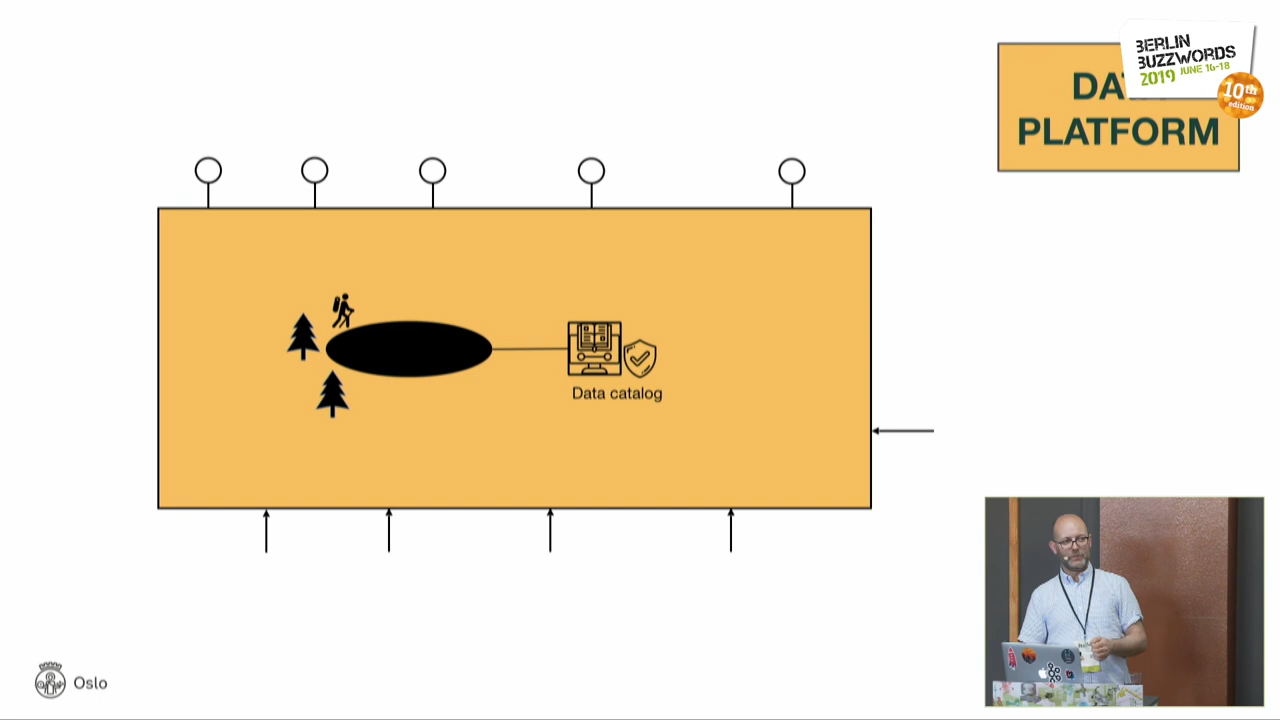 BERLIN
BUZZWORDS
2019 JUNE 16-18
10th
edition
DA
PLATFORM
Data catalog
Oslo